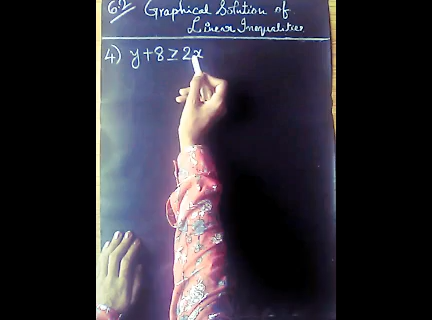 6.2 Graphical Solution of
Linear Inequalities
4) y + 8 ≥ 2x